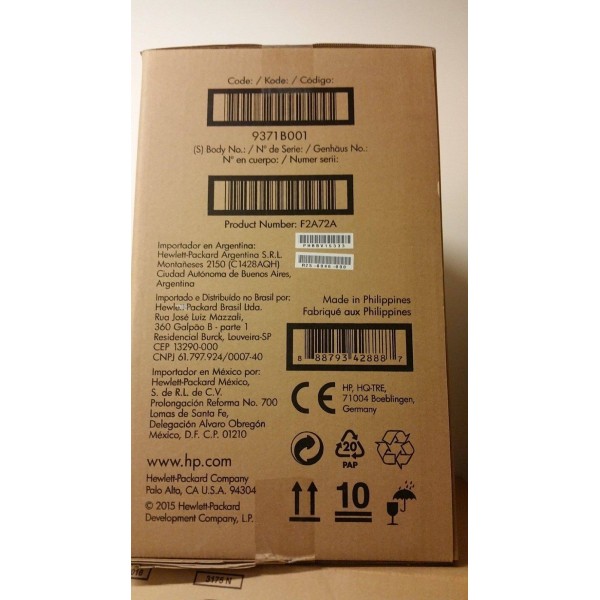 Code: / Kode: / Código:
9371B001
(S) Body No.: / N° de Serie: / Genhäus No.:
N° en cuerpo: / Numer serii:
Product Number: F2A72A
Importador en Argentina:
Hewlett-Packard Argentina S.R.L.
Montañeses 2150 (C1428AQH)
Ciudad Autónoma de Buenos Aires,
Argentina
Importado e Distribuído no Brasil por:
Hewlett-Packard Brasil Ltda.
Rua José Luiz Mazzali,
360 Galpão B - parte 1
Residencial Burck, Louveira-SP
CEP 13290-000
CNPJ 61.797.924/0007-40
Importador en México por:
Hewlett-Packard México,
S. de R.L. de C.V.
Prolongación Reforma No. 700
Lomas de Santa Fe,
Delegación Alvaro Obregón
México, D.F. C.P. 01210
www.hp.com
Hewlett-Packard Company
Palo Alto, CA U.S.A. 94304
© 2015 Hewlett-Packard
Development Company, L.P.
Made in Philippines
Fabriqué aux Philippines
8 88793 42888 7
CE
HP, HQ-TRE,
71004 Boeblingen,
Germany
20
PAP
10
5175 N